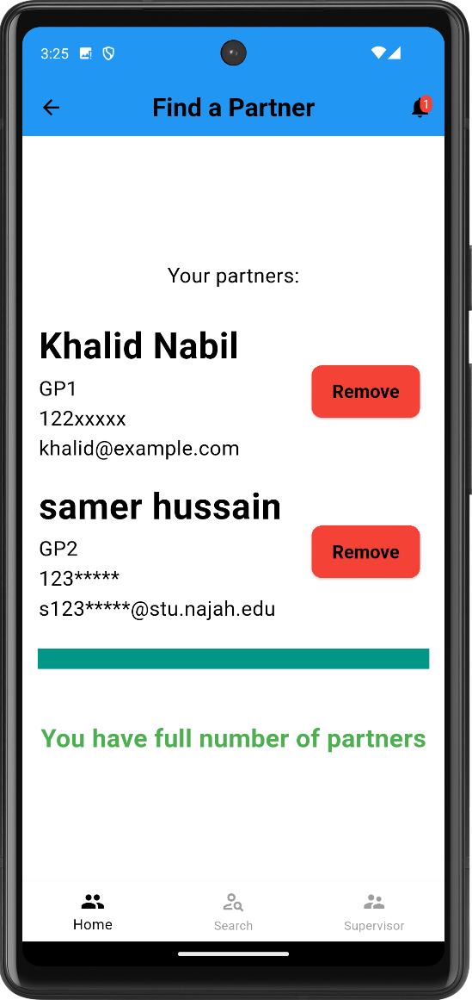 3:25
Find a Partner
1
Your partners:
Khalid Nabil
GP1
122xxxxx
khalid@example.com
Remove
samer hussain
GP2
123*****
s123*****@stu.najah.edu
Remove
You have full number of partners
Home
Search
Supervisor